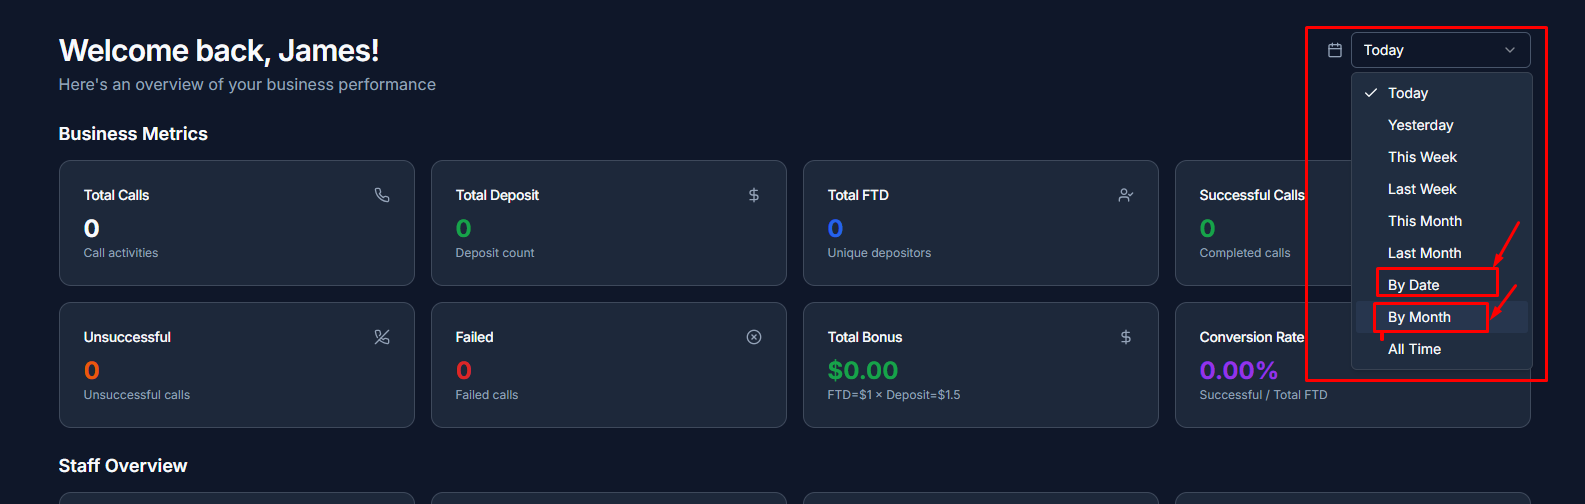 Welcome back, James!
Here's an overview of your business performance
Today
Today
Yesterday
This Week
Last Week
This Month
Last Month
By Date
By Month
All Time
Business Metrics
Total Calls
0
Call activities
Total Deposit
0
Deposit count
Total FTD
0
Unique depositors
Successful Calls
0
Completed calls
Unsuccessful
0
Unsuccessful calls
Failed
0
Failed calls
Total Bonus
$0.00
FTD=$1 × Deposit=$1.5
Conversion Rate
0.00%
Successful / Total FTD
Staff Overview